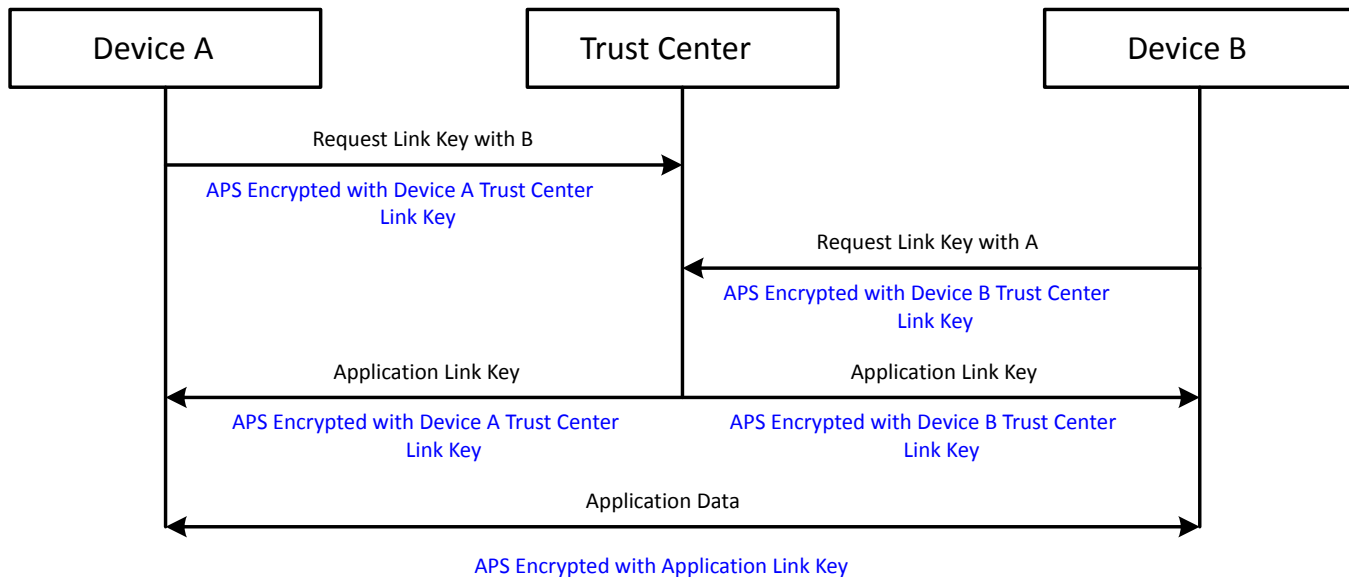 Device A
Trust Center
Device B
Request Link Key with B
APS Encrypted with Device A Trust Center
Link Key
Request Link Key with A
APS Encrypted with Device B Trust Center
Link Key
Application Link Key
Application Link Key
APS Encrypted with Device A Trust Center
Link Key
APS Encrypted with Device B Trust Center
Link Key
Application Data
APS Encrypted with Application Link Key